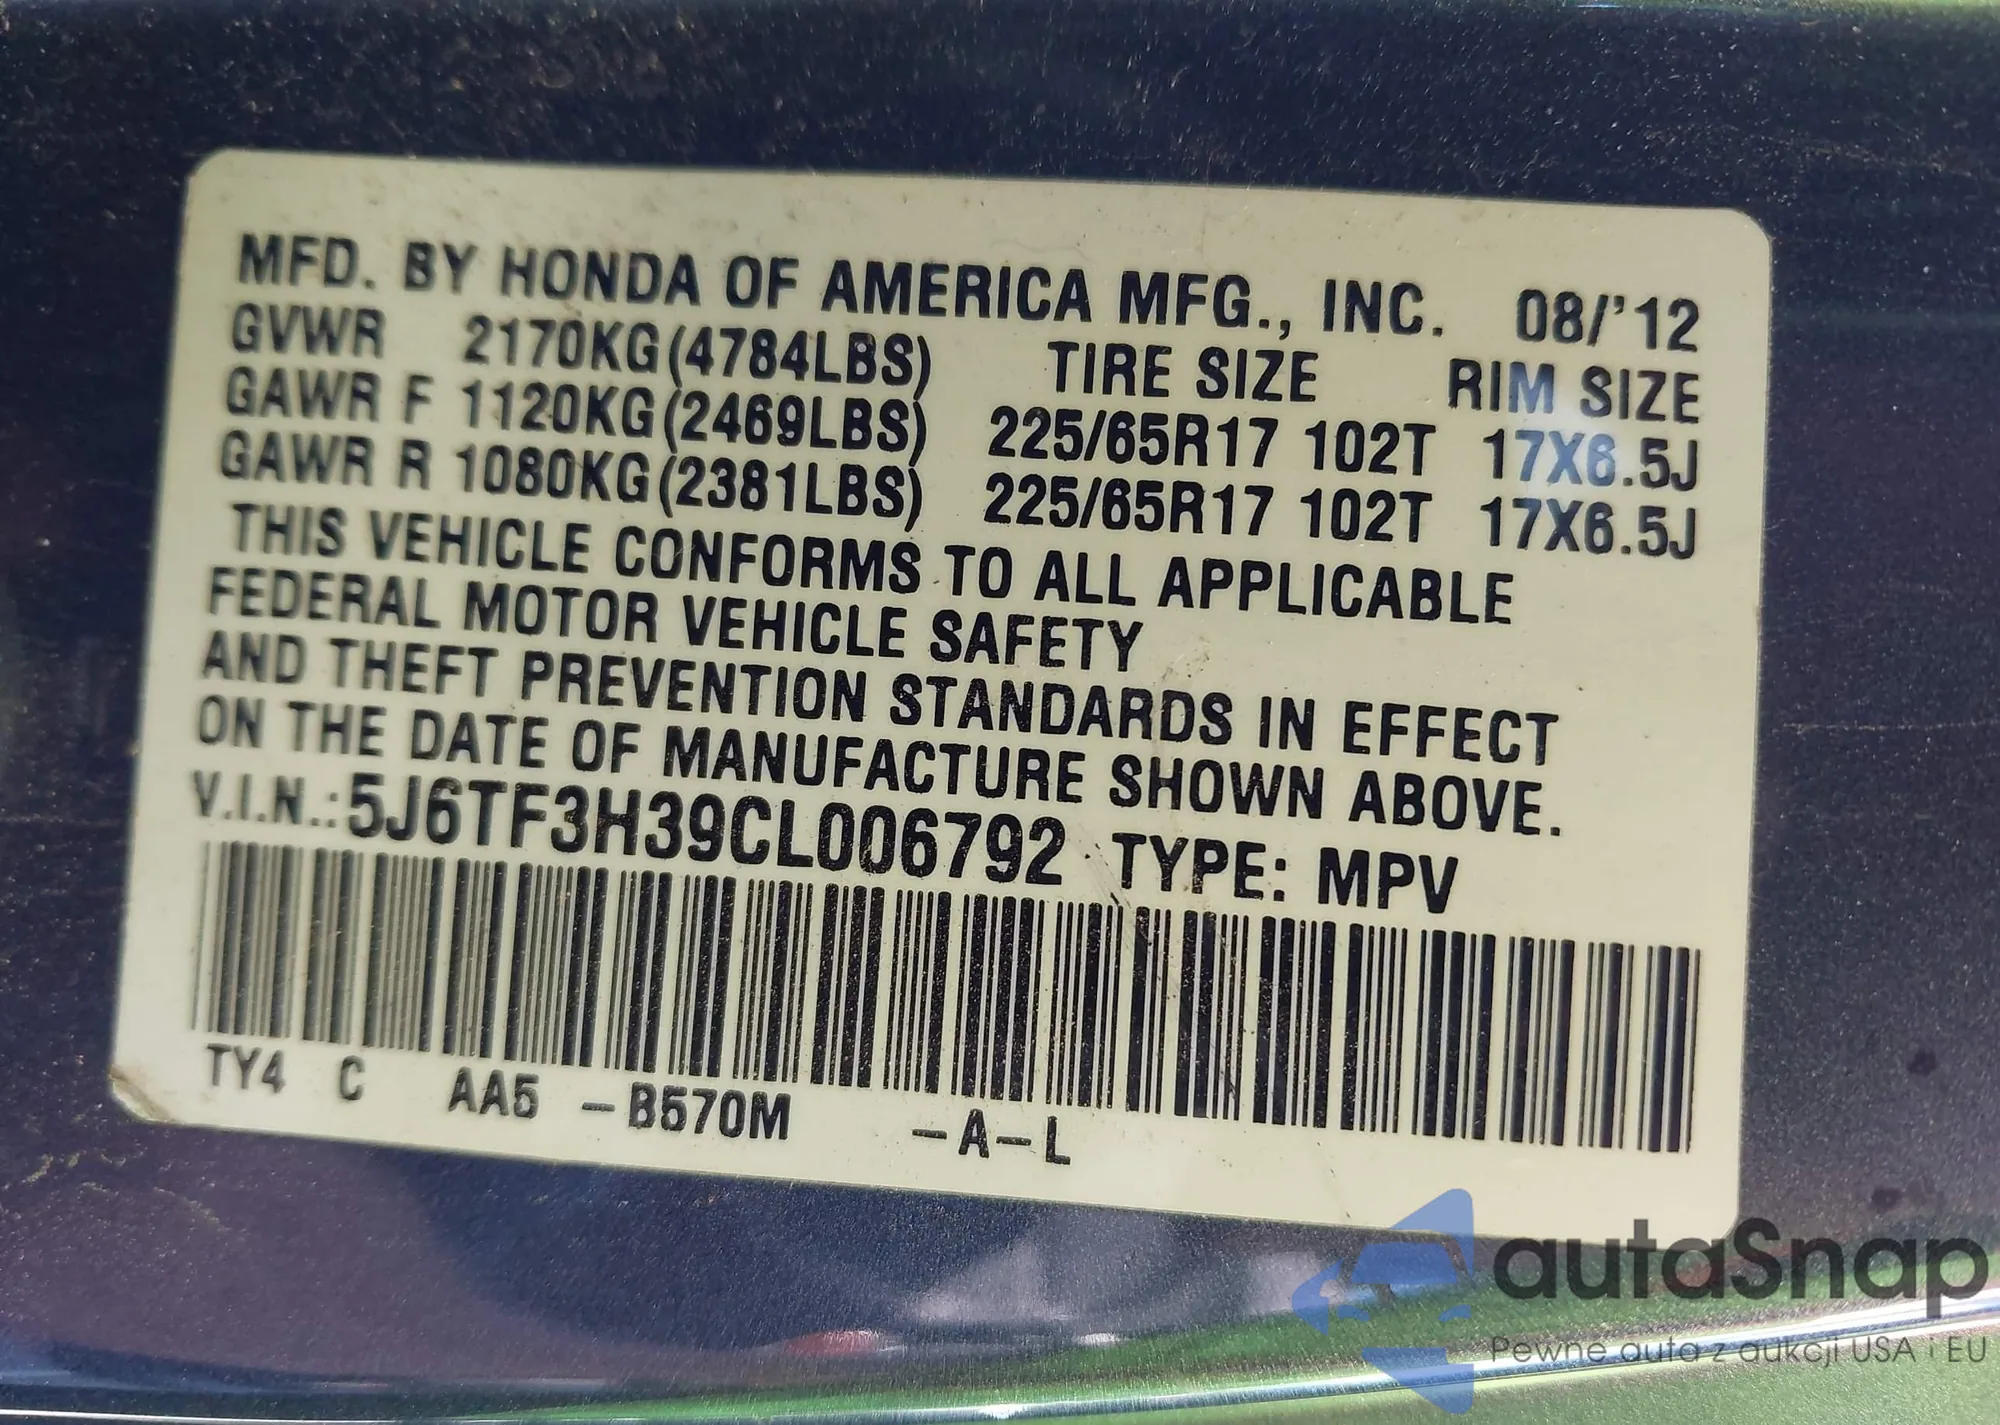 MFD. BY HONDA OF AMERICA MFG., INC. 08/'12
GVWR 2170KG(4784LBS) TIRE SIZE RIM SIZE
GAWR F 1120KG(2469LBS) 225/65R17 102T 17X6.5J
GAWR R 1080KG(2381LBS) 225/65R17 102T 17X6.5J
THIS VEHICLE CONFORMS TO ALL APPLICABLE
FEDERAL MOTOR VEHICLE SAFETY
AND THEFT PREVENTION STANDARDS IN EFFECT
ON THE DATE OF MANUFACTURE SHOWN ABOVE.
V.I.N.:5J6TF3H39CL006792 TYPE: MPV
TY4 C AA5 -B570M -A-L
autaSnap
Pewne auta z aukcji USA i EU